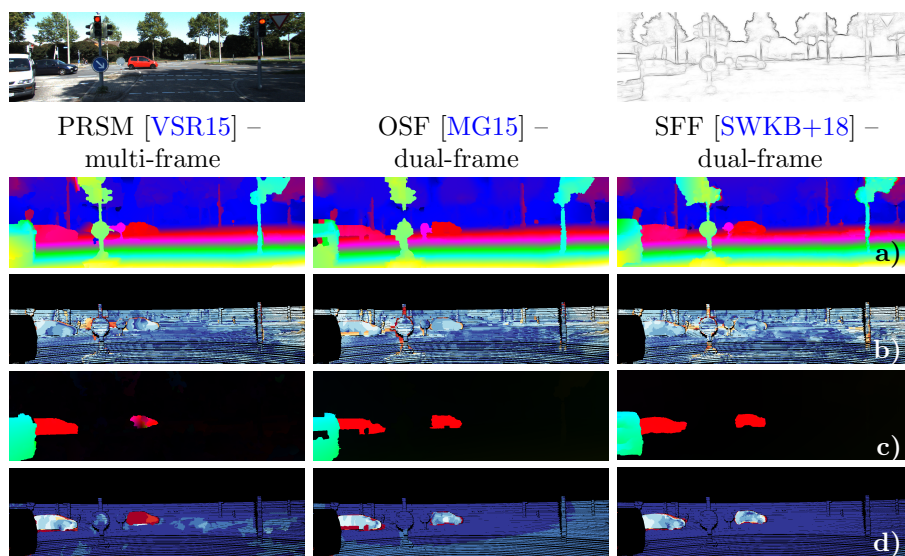 PRSM [VSR15] –
multi-frame
OSF [MG15] –
dual-frame
SFF [SWKB+18] –
dual-frame
a)
b)
c)
d)